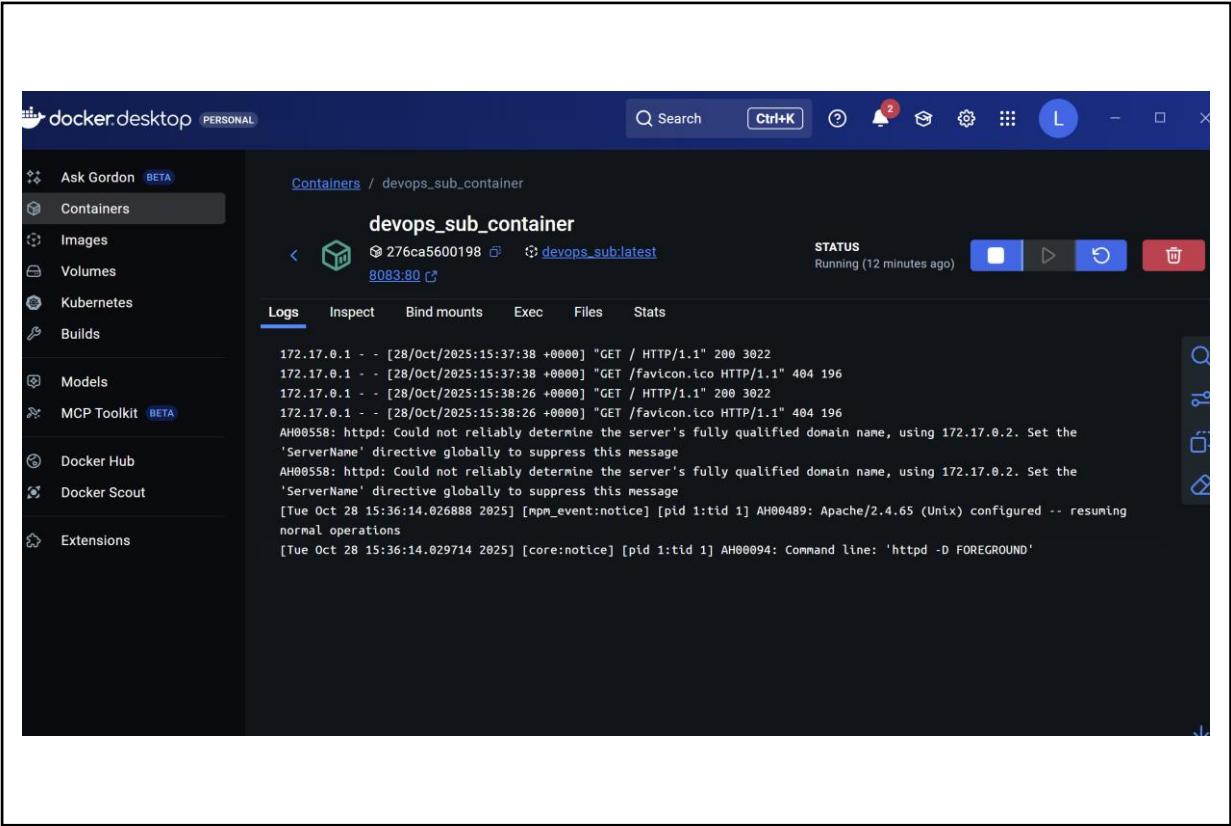 docker.desktop PERSONAL
Search Ctrl+K 2 L
Ask Gordon BETA
Containers
Images
Volumes
Kubernetes
Builds
Models
MCP Toolkit BETA
Docker Hub
Docker Scout
Extensions
Containers / devops_sub_container
devops_sub_container
276ca5600198 devops_sub:latest
8083:80
STATUS
Running (12 minutes ago)
Logs Inspect Bind mounts Exec Files Stats
172.17.0.1 - - [28/Oct/2025:15:37:38 +0000] "GET / HTTP/1.1" 200 3022
172.17.0.1 - - [28/Oct/2025:15:37:38 +0000] "GET /favicon.ico HTTP/1.1" 404 196
172.17.0.1 - - [28/Oct/2025:15:38:26 +0000] "GET / HTTP/1.1" 200 3022
172.17.0.1 - - [28/Oct/2025:15:38:26 +0000] "GET /favicon.ico HTTP/1.1" 404 196
AH00558: httpd: Could not reliably determine the server's fully qualified domain name, using 172.17.0.2. Set the
'ServerName' directive globally to suppress this message
AH00558: httpd: Could not reliably determine the server's fully qualified domain name, using 172.17.0.2. Set the
'ServerName' directive globally to suppress this message
[Tue Oct 28 15:36:14.026888 2025] [mpm_event:notice] [pid 1:tid 1] AH00489: Apache/2.4.65 (Unix) configured -- resuming
normal operations
[Tue Oct 28 15:36:14.029714 2025] [core:notice] [pid 1:tid 1] AH00094: Command line: 'httpd -D FOREGROUND'